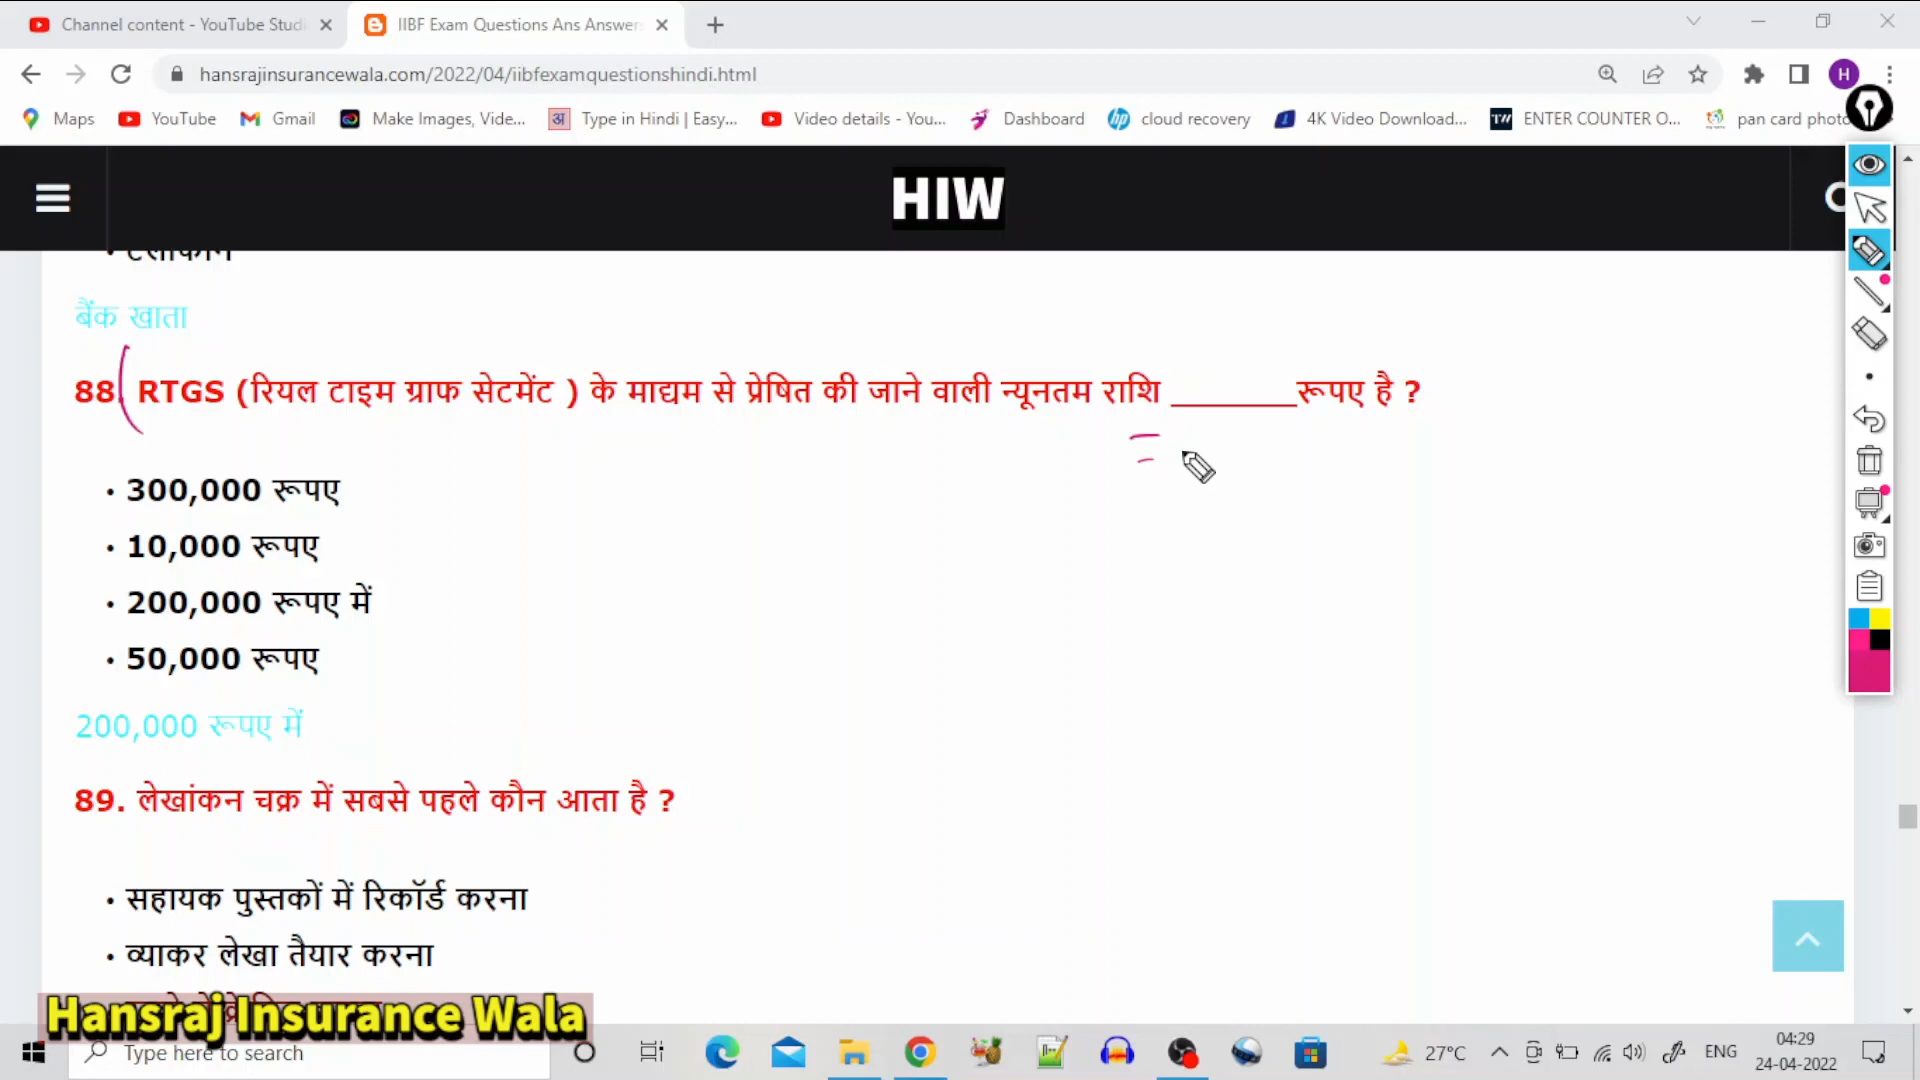 Channel content - YouTube Studi
IIBF Exam Questions Ans Answer
hansrajinsurancewala.com/2022/04/iibfexamquestionshindi.html
H
Maps YouTube Gmail Make Images, Vide... Type in Hindi | Easy... Video details - You... Dashboard cloud recovery 4K Video Download... ENTER COUNTER O... pan card photo
HIW
बैंक खाता
88. RTGS (रियल टाइम ग्राफ सेटमेंट ) के माद्यम से प्रेषित की जाने वाली न्यूनतम राशि ________रूपए है ?
• 300,000 रूपए
• 10,000 रूपए
• 200,000 रूपए में
• 50,000 रूपए
200,000 रूपए में
89. लेखांकन चक्र में सबसे पहले कौन आता है ?
• सहायक पुस्तकों में रिकॉर्ड करना
• व्याकर लेखा तैयार करना
Hansraj Insurance Wala
Type here to search
27°C
ENG
04:29
24-04-2022